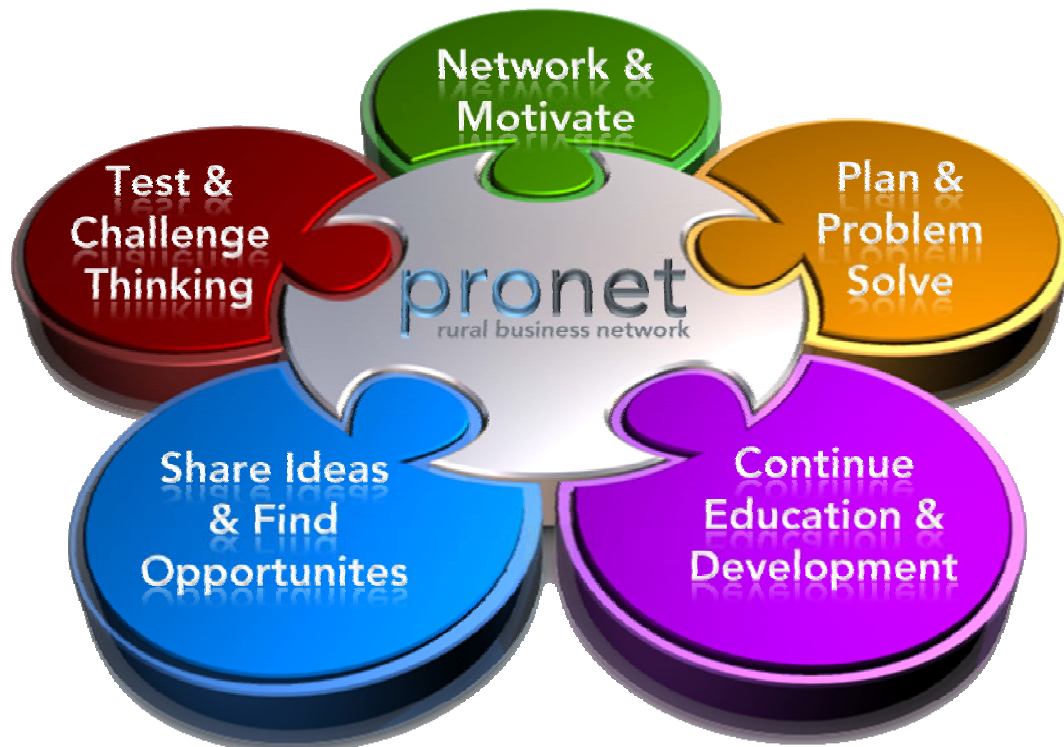 Network &
Motivate
Test &
Challenge
Thinking
Plan &
Problem
Solve
pronet
rural business network
Share Ideas
& Find
Opportunites
Continue
Education &
Development